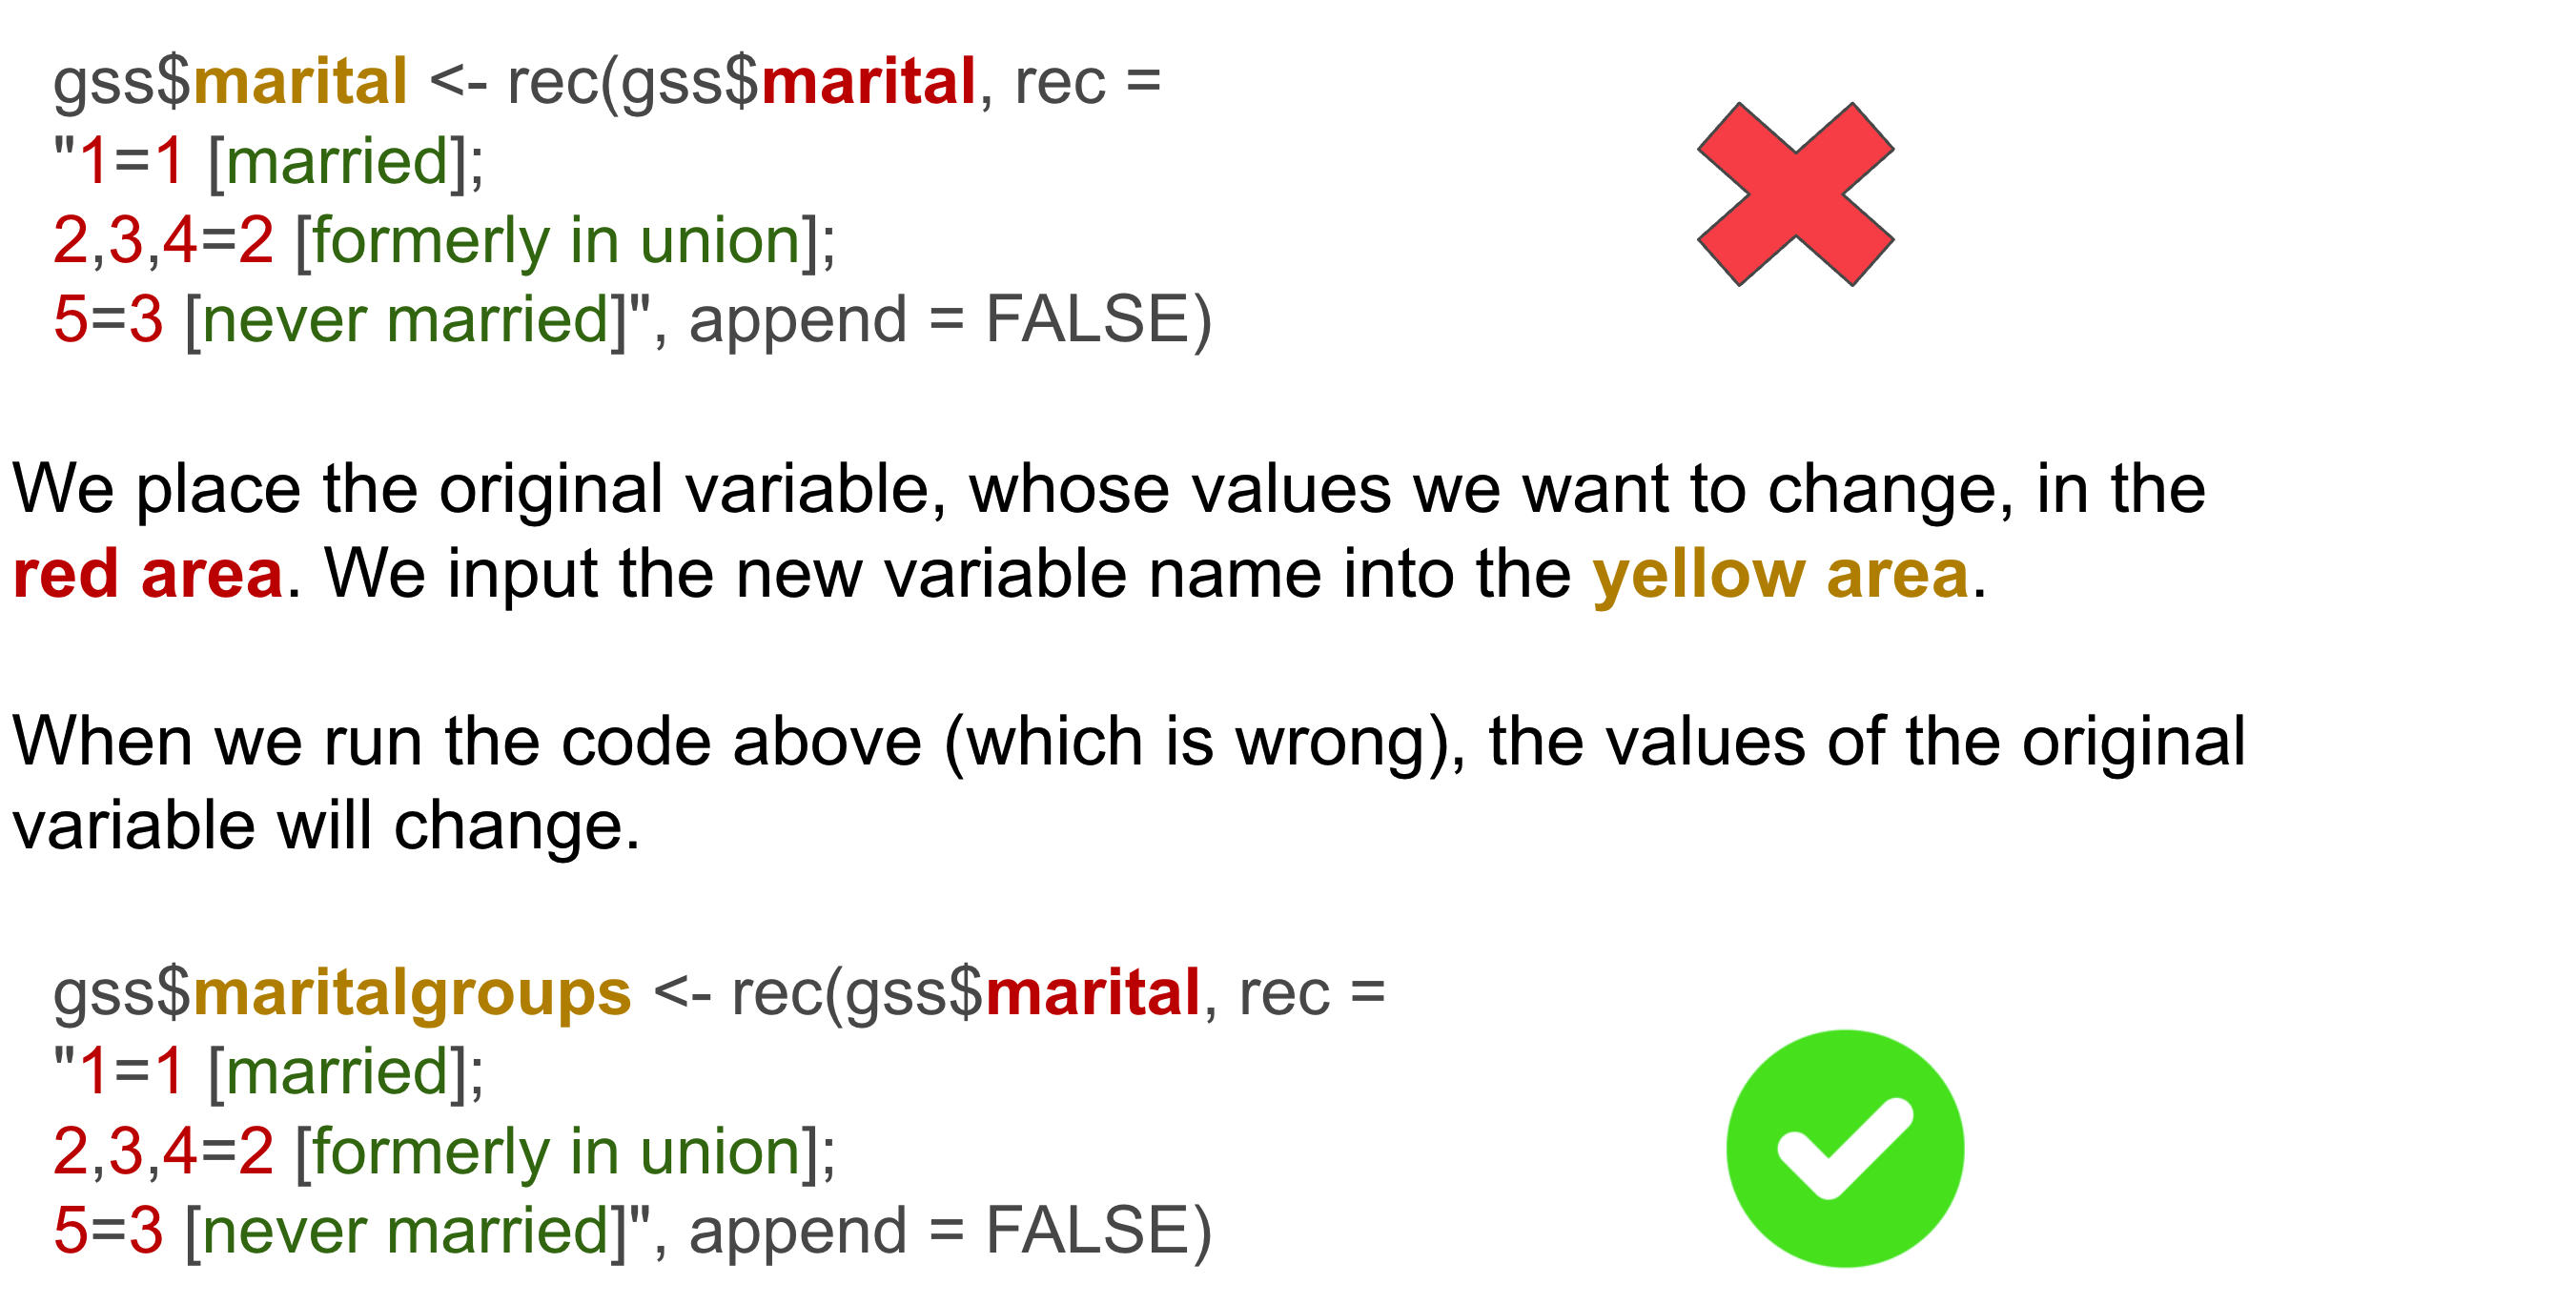 gss$marital <- rec(gss$marital, rec =
"1=1 [married];
2,3,4=2 [formerly in union];
5=3 [never married]", append = FALSE)
We place the original variable, whose values we want to change, in the
red area. We input the new variable name into the yellow area.
When we run the code above (which is wrong), the values of the original
variable will change.
gss$maritalgroups <- rec(gss$marital, rec =
"1=1 [married];
2,3,4=2 [formerly in union];
5=3 [never married]", append = FALSE)